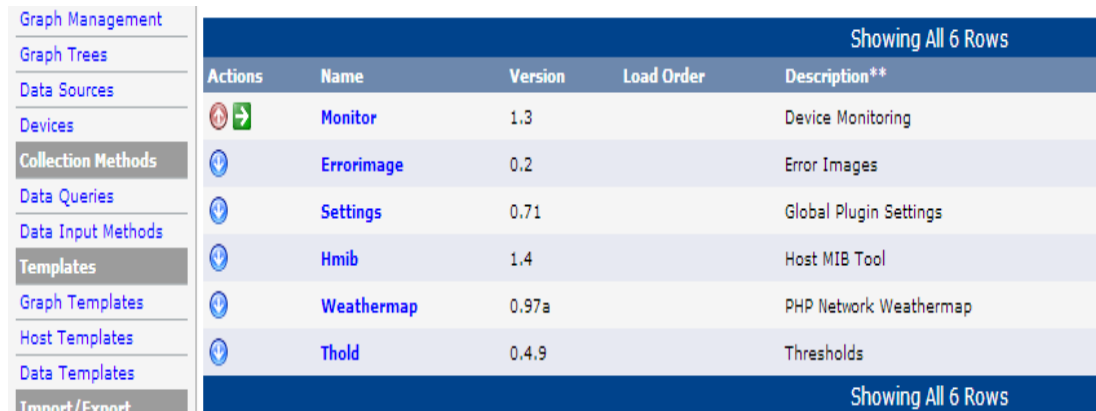 Graph Management
Graph Trees
Data Sources
Devices
Collection Methods
Data Queries
Data Input Methods
Templates
Graph Templates
Host Templates
Data Templates
Import/Export
Showing All 6 Rows
Actions Name Version Load Order Description**
Monitor 1.3 Device Monitoring
Errorimage 0.2 Error Images
Settings 0.71 Global Plugin Settings
Hmib 1.4 Host MIB Tool
Weathermap 0.97a PHP Network Weathermap
Thold 0.4.9 Thresholds
Showing All 6 Rows